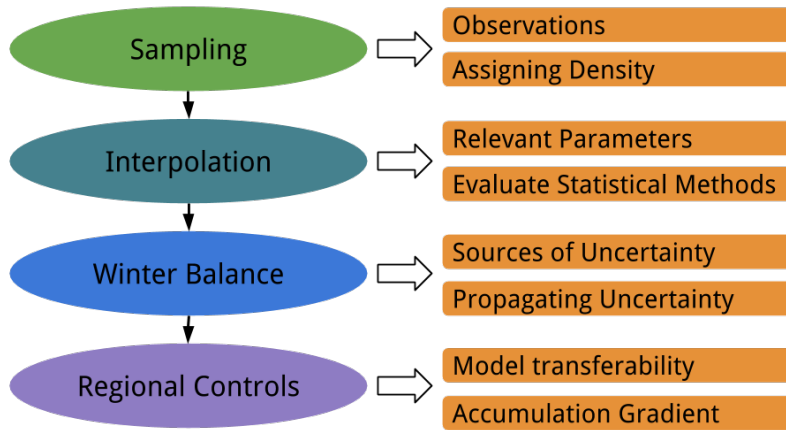 Sampling
Observations
Assigning Density
Interpolation
Relevant Parameters
Evaluate Statistical Methods
Winter Balance
Sources of Uncertainty
Propagating Uncertainty
Regional Controls
Model transferability
Accumulation Gradient